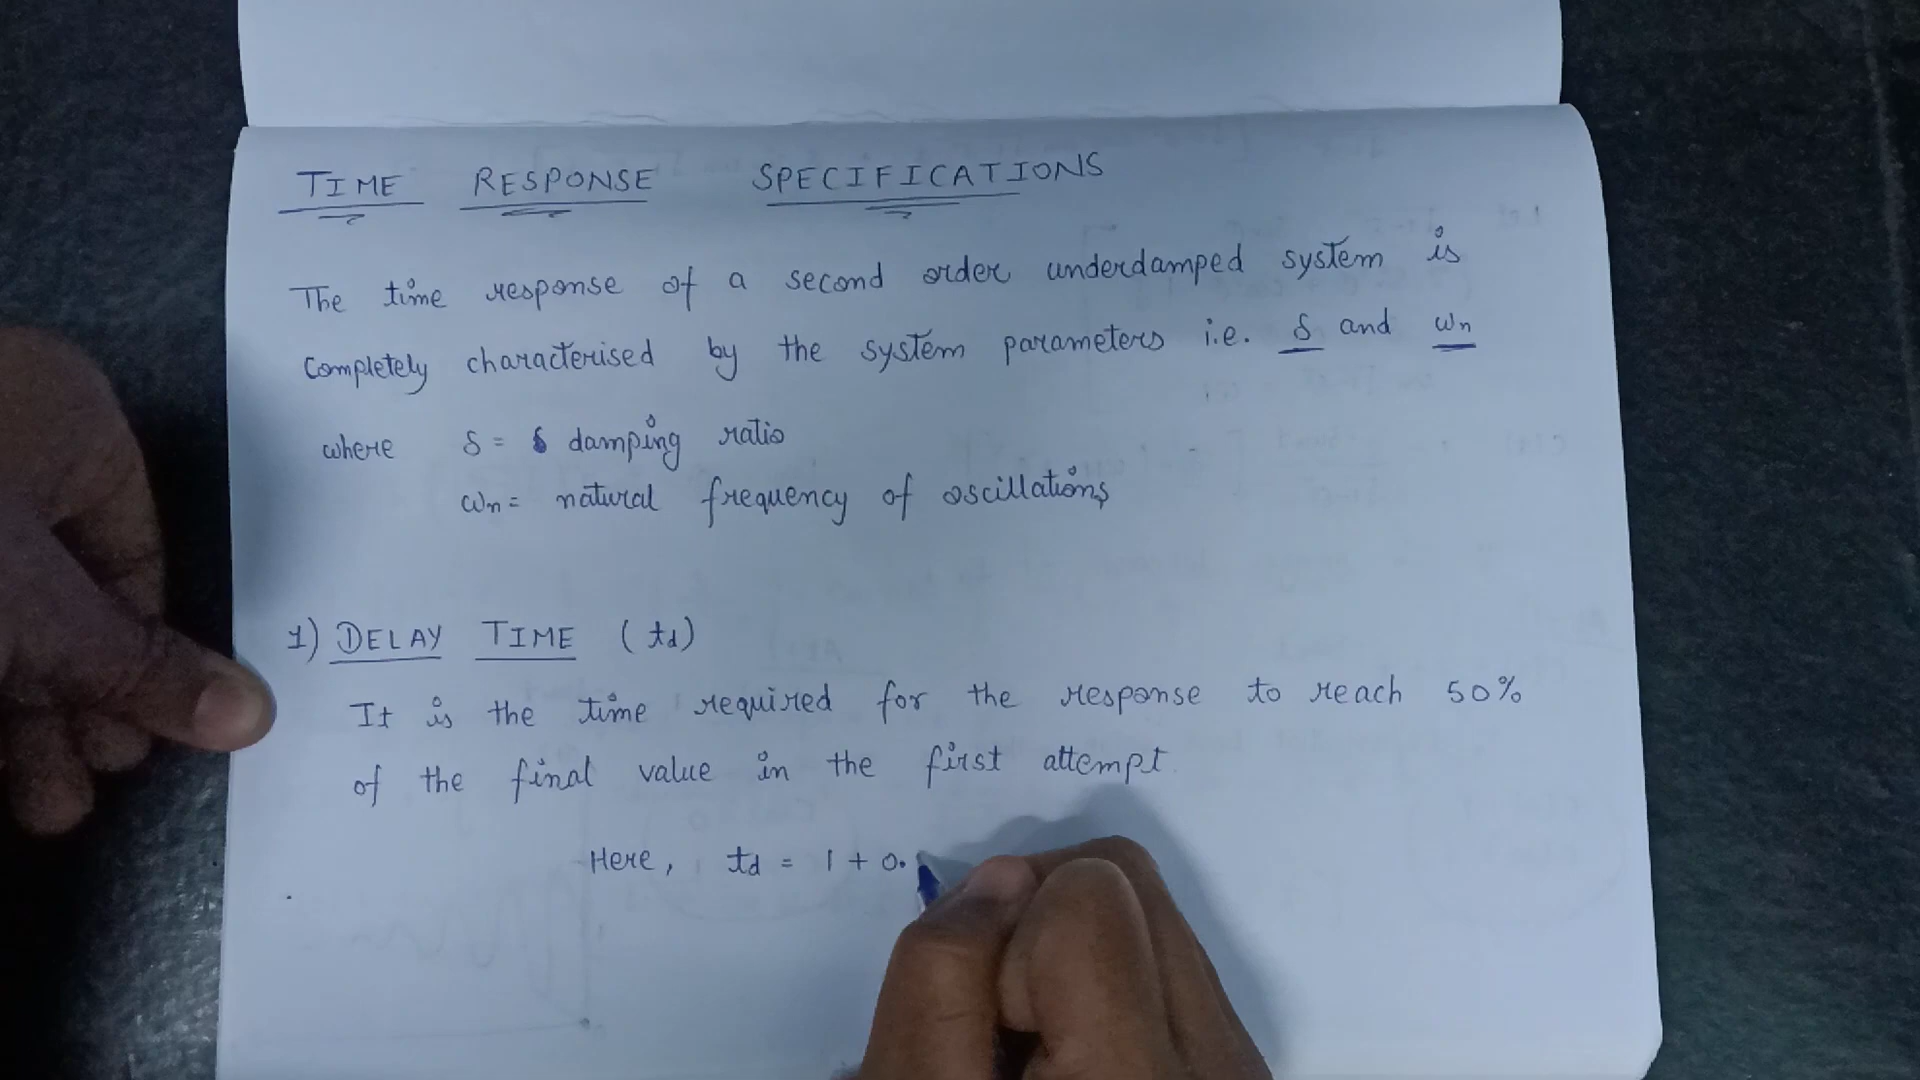 TIME RESPONSE SPECIFICATIONS
The time response of a second order underdamped system is
completely characterised by the system parameters i.e. δ and ωn
where δ = δ damping ratio
ωn = natural frequency of oscillations
1) DELAY TIME (td)
It is the time required for the response to reach 50%
of the final value in the first attempt
Here, td = 1 + 0.